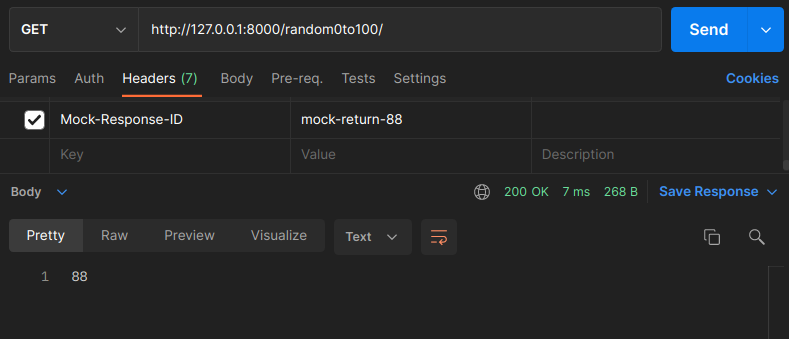 GET http://127.0.0.1:8000/random0to100/ Send
Params Auth Headers (7) Body Pre-req. Tests Settings Cookies
Mock-Response-ID mock-return-88
Key Value Description
Body 200 OK 7 ms 268 B Save Response
Pretty Raw Preview Visualize Text
1 88